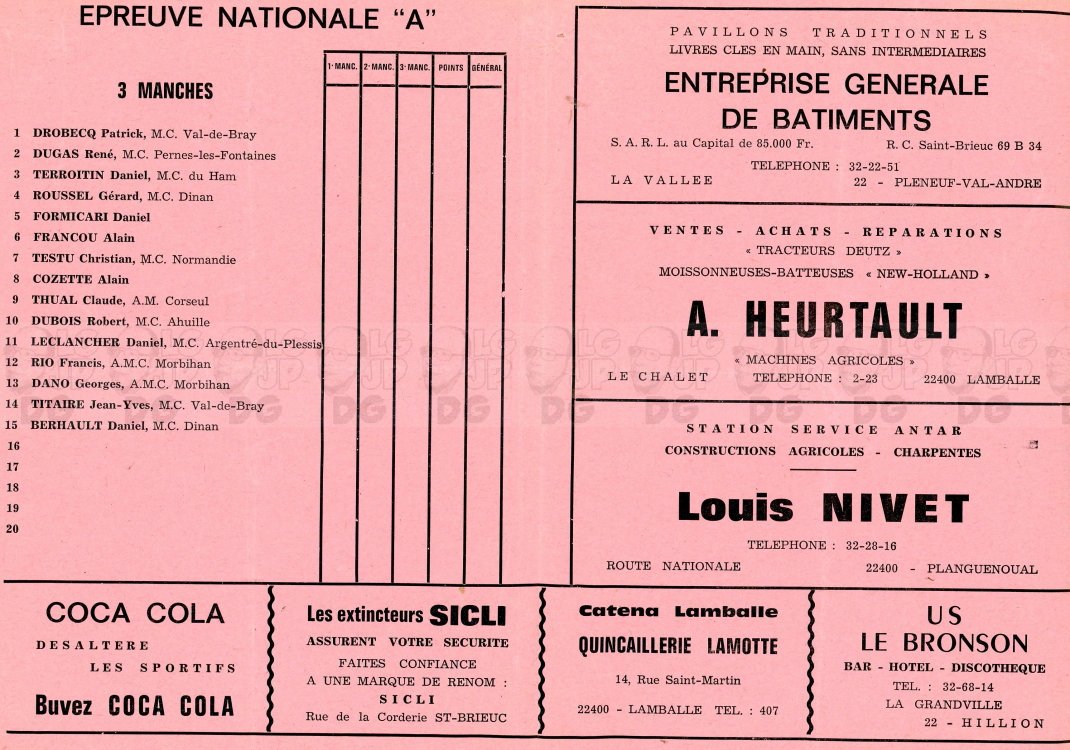 EPREUVE NATIONALE "A"
3 MANCHES
1e MANC. 2e MANC. 3e MANC. POINTS GÉNÉRAL
1 DROBECQ Patrick, M.C. Val-de-Bray
2 DUGAS René, M.C. Pernes-les-Fontaines
3 TERROITIN Daniel, M.C. du Ham
4 ROUSSEL Gérard, M.C. Dinan
5 FORMICARI Daniel
6 FRANCOU Alain
7 TESTU Christian, M.C. Normandie
8 COZETTE Alain
9 THUAL Claude, A.M. Corseul
10 DUBOIS Robert, M.C. Ahuille
11 LECLANCHER Daniel, M.C. Argentré-du-Plessis
12 RIO Francis, A.M.C. Morbihan
13 DANO Georges, A.M.C. Morbihan
14 TITAIRE Jean-Yves, M.C. Val-de-Bray
15 BERHAULT Daniel, M.C. Dinan
16
17
18
19
20
PAVILLONS TRADITIONNELS
LIVRES CLES EN MAIN, SANS INTERMEDIAIRES
ENTREPRISE GENERALE
DE BATIMENTS
S.A.R.L. au Capital de 85.000 Fr. R.C. Saint-Brieuc 69 B 34
TELEPHONE : 32-22-51
LA VALLEE 22 - PLENEUF-VAL-ANDRE
VENTES - ACHATS - REPARATIONS
« TRACTEURS DEUTZ »
MOISSONNEUSES-BATTEUSES « NEW-HOLLAND »
A. HEURTAULT
« MACHINES AGRICOLES »
LE CHALET TELEPHONE : 2-23 22400 LAMBALLE
STATION SERVICE ANTAR
CONSTRUCTIONS AGRICOLES - CHARPENTES
Louis NIVET
TELEPHONE : 32-28-16
ROUTE NATIONALE 22400 - PLANGUENOUAL
COCA COLA
DESALTERE
LES SPORTIFS
Buvez COCA COLA
Les extincteurs SICLI
ASSURENT VOTRE SECURITE
FAITES CONFIANCE
A UNE MARQUE DE RENOM :
SICLI
Rue de la Corderie ST-BRIEUC
Catena Lamballe
QUINCAILLERIE LAMOTTE
14, Rue Saint-Martin
22400 - LAMBALLE TEL. : 407
US
LE BRONSON
BAR - HOTEL - DISCOTHEQUE
TEL. : 32-68-14
LA GRANDVILLE
22 - HILLION